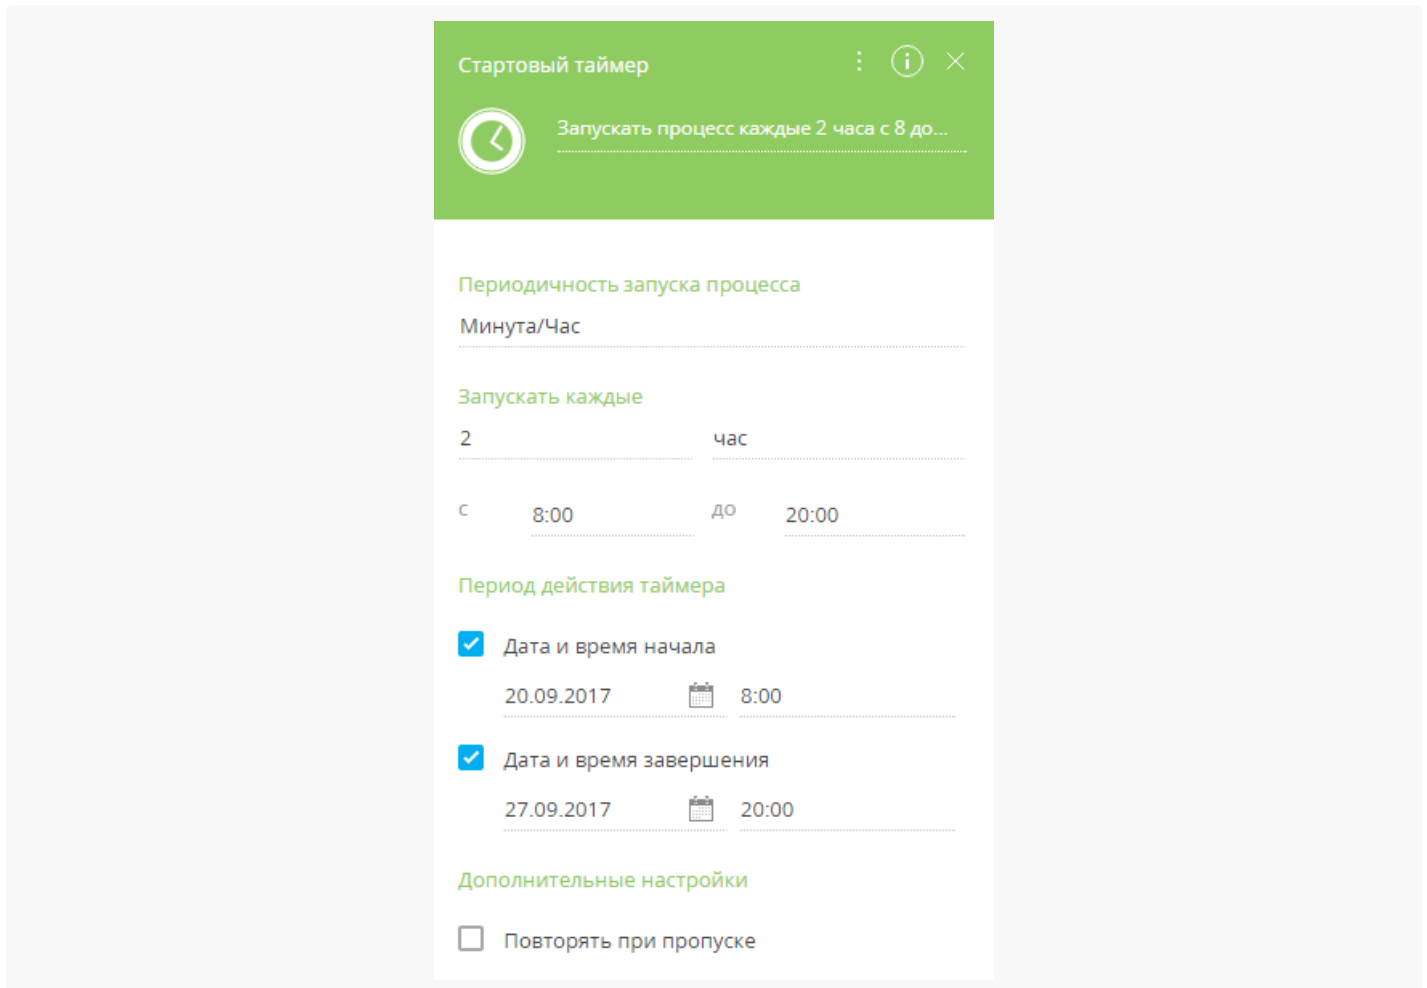 Стартовый таймер
Запускать процесс каждые 2 часа с 8 до...
Периодичность запуска процесса
Минута/Час
Запускать каждые
2 час
с 8:00 до 20:00
Период действия таймера
Дата и время начала
20.09.2017 8:00
Дата и время завершения
27.09.2017 20:00
Дополнительные настройки
Повторять при пропуске